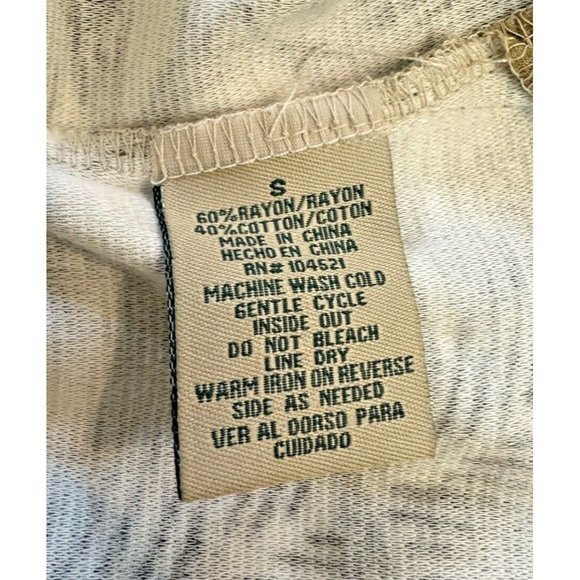 S
60%RAYON/RAYON
40%COTTON/COTON
MADE IN CHINA
HECHO EN CHINA
RN# 104521
MACHINE WASH COLD
GENTLE CYCLE
INSIDE OUT
DO NOT BLEACH
LINE DRY
WARM IRON ON REVERSE
SIDE AS NEEDED
VER AL DORSO PARA
CUIDADO